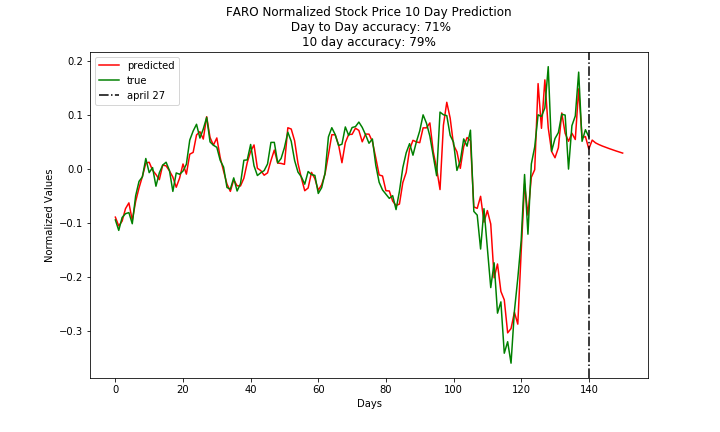 FARO Normalized Stock Price 10 Day Prediction
Day to Day accuracy: 71%
10 day accuracy: 79%
predicted
true
april 27
0.2
0.1
0.0
−0.1
−0.2
−0.3
Normalized Values
0 20 40 60 80 100 120 140
Days